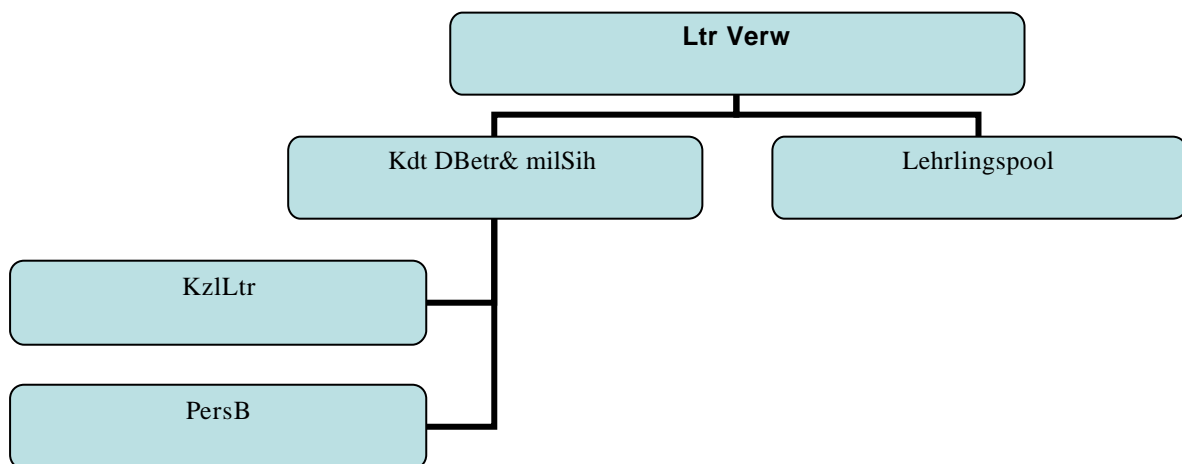 Ltr Verw
Kdt DBetr& milSih
Lehrlingspool
KzlLtr
PersB